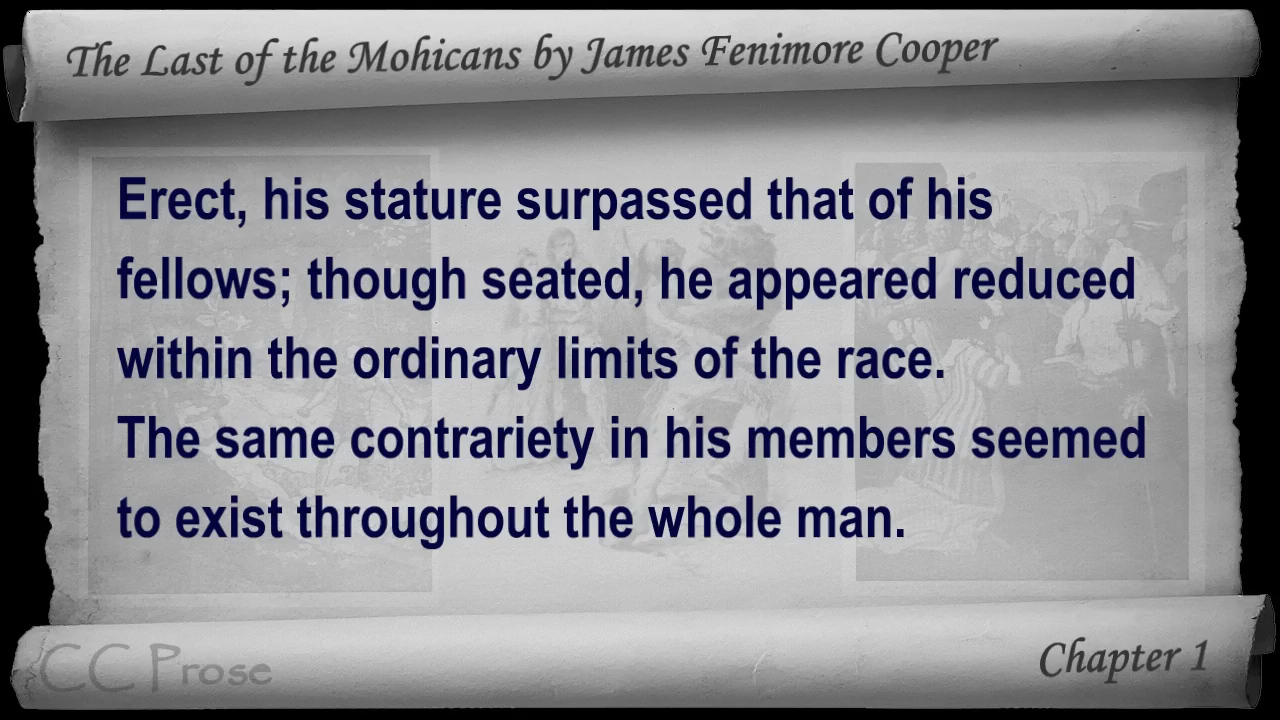 The Last of the Mohicans by James Fenimore Cooper
Erect, his stature surpassed that of his
fellows; though seated, he appeared reduced
within the ordinary limits of the race.
The same contrariety in his members seemed
to exist throughout the whole man.
CC Prose
Chapter 1